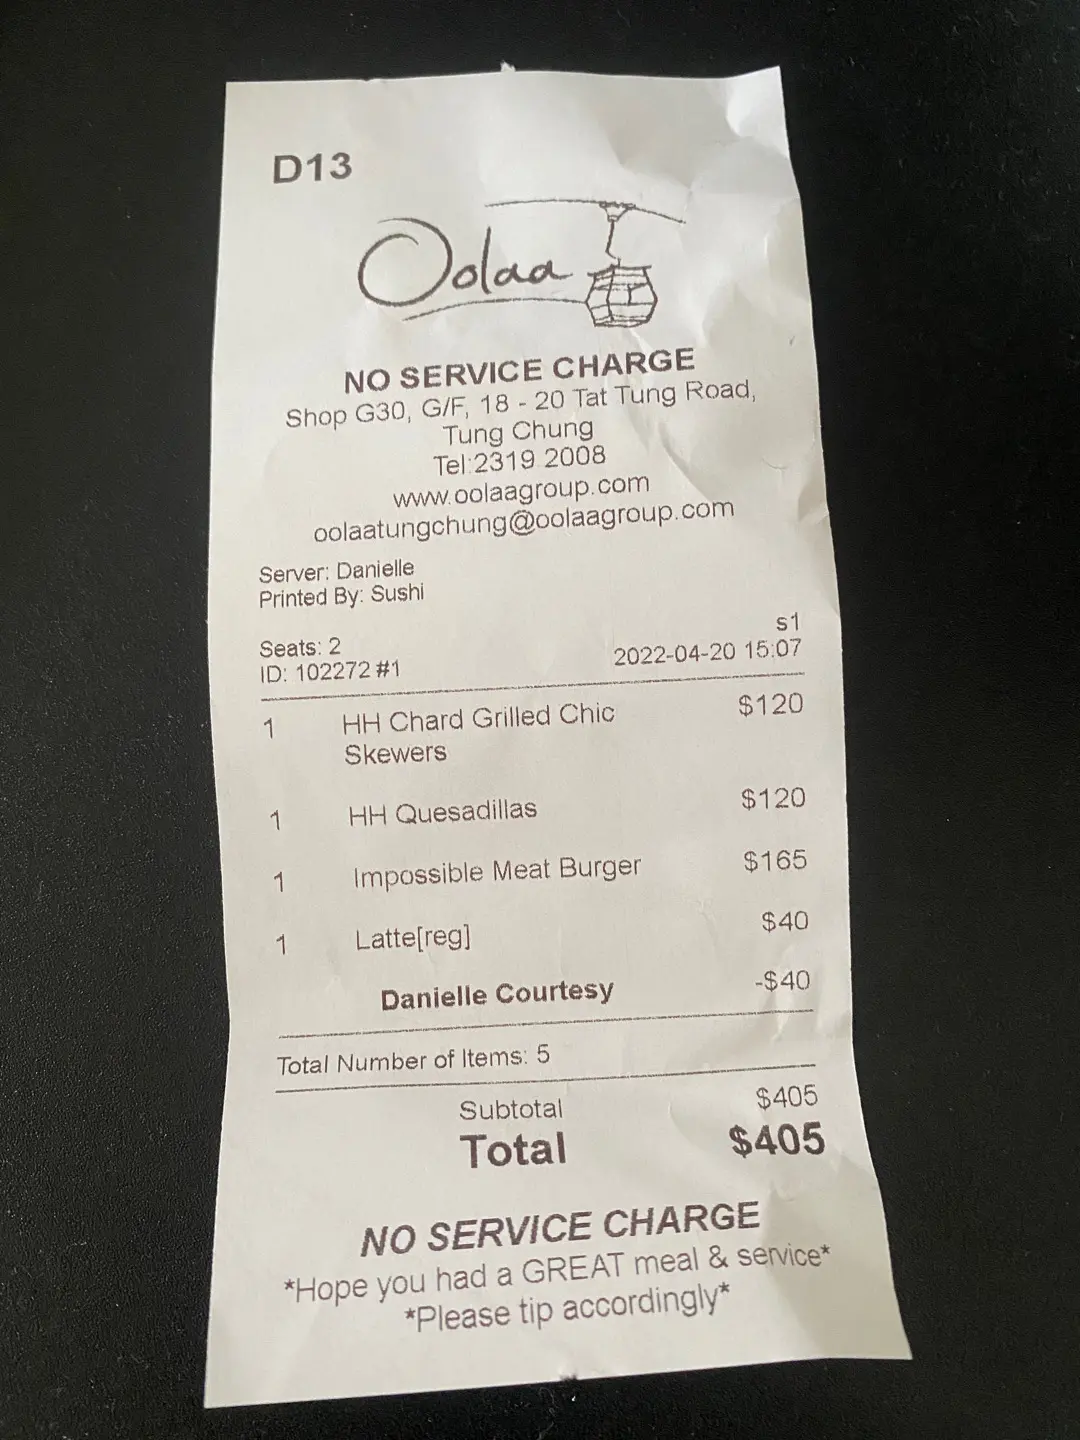 D13
Oolaa
NO SERVICE CHARGE
Shop G30, G/F, 18 - 20 Tat Tung Road,
Tung Chung
Tel:2319 2008
www.oolaagroup.com
oolaatungchung@oolaagroup.com
Server: Danielle
Printed By: Sushi
s1
Seats: 2
ID: 102272 #1 2022-04-20 15:07
1 HH Chard Grilled Chic $120
Skewers
1 HH Quesadillas $120
1 Impossible Meat Burger $165
1 Latte[reg] $40
Danielle Courtesy -$40
Total Number of Items: 5
Subtotal $405
Total $405
NO SERVICE CHARGE
*Hope you had a GREAT meal & service*
*Please tip accordingly*